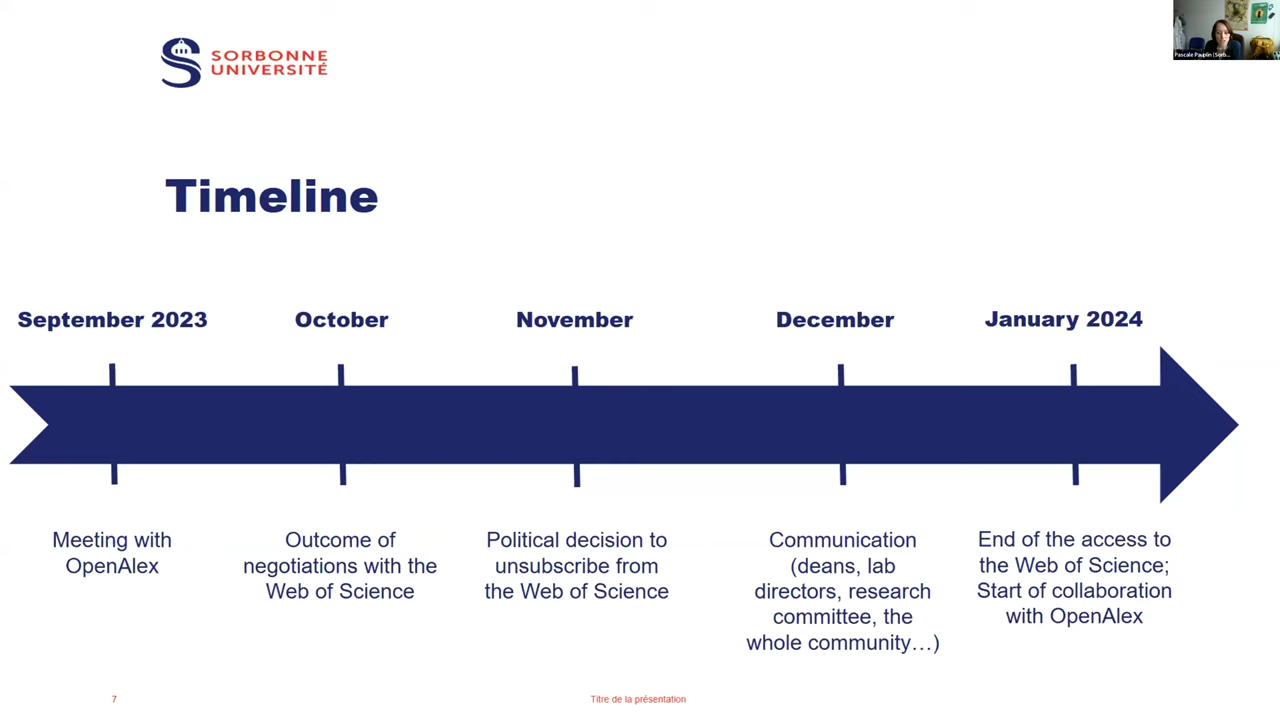 SORBONNE
UNIVERSITÉ
Pascale Pauplin (Sorb...
Timeline
September 2023
October
November
December
January 2024
Meeting with
OpenAlex
Outcome of
negotiations with the
Web of Science
Political decision to
unsubscribe from
the Web of Science
Communication
(deans, lab
directors, research
committee, the
whole community…)
End of the access to
the Web of Science;
Start of collaboration
with OpenAlex
7
Titre de la présentation